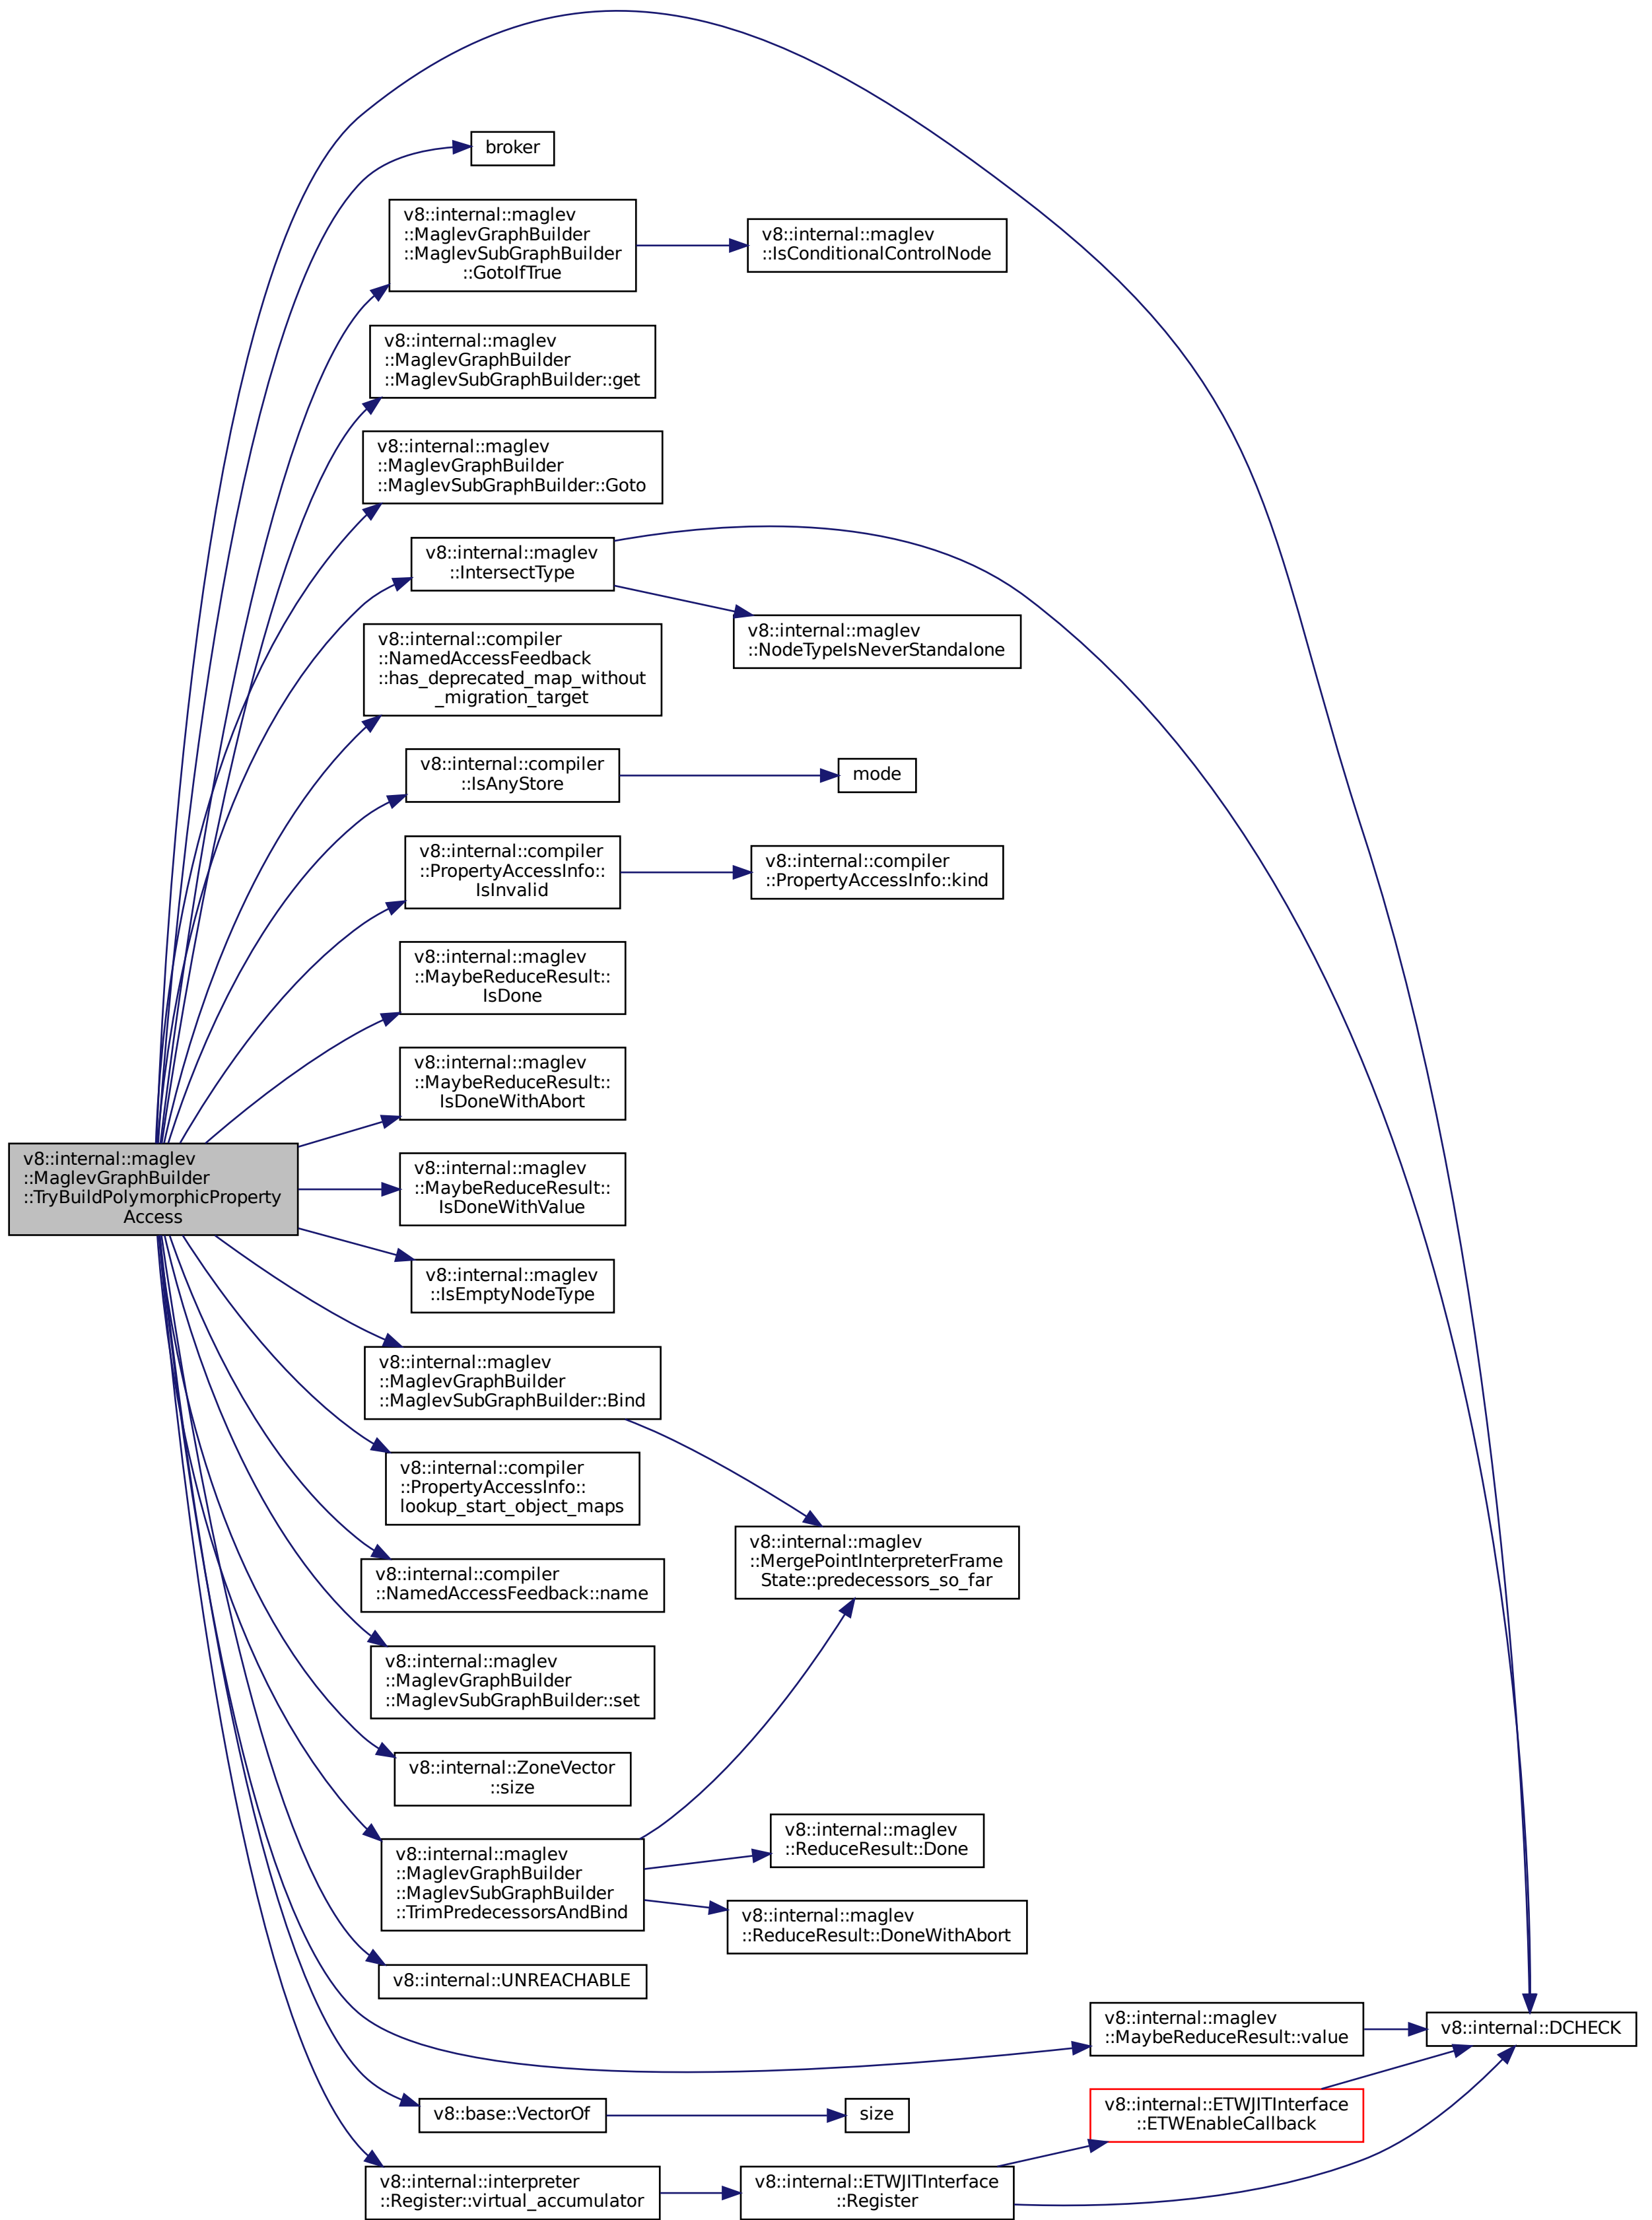 broker
v8::internal::maglev
::MaglevGraphBuilder
::MaglevSubGraphBuilder
::GotoIfTrue
v8::internal::maglev
::IsConditionalControlNode
v8::internal::maglev
::MaglevGraphBuilder
::MaglevSubGraphBuilder::get
v8::internal::maglev
::MaglevGraphBuilder
::MaglevSubGraphBuilder::Goto
v8::internal::maglev
::IntersectType
v8::internal::maglev
::NodeTypeIsNeverStandalone
v8::internal::compiler
::NamedAccessFeedback
::has_deprecated_map_without
_migration_target
v8::internal::compiler
::IsAnyStore
mode
v8::internal::compiler
::PropertyAccessInfo::
IsInvalid
v8::internal::compiler
::PropertyAccessInfo::kind
v8::internal::maglev
::MaybeReduceResult::
IsDone
v8::internal::maglev
::MaybeReduceResult::
IsDoneWithAbort
v8::internal::maglev
::MaglevGraphBuilder
::TryBuildPolymorphicProperty
Access
v8::internal::maglev
::MaybeReduceResult::
IsDoneWithValue
v8::internal::maglev
::IsEmptyNodeType
v8::internal::maglev
::MaglevGraphBuilder
::MaglevSubGraphBuilder::Bind
v8::internal::compiler
::PropertyAccessInfo::
lookup_start_object_maps
v8::internal::maglev
::MergePointInterpreterFrame
State::predecessors_so_far
v8::internal::compiler
::NamedAccessFeedback::name
v8::internal::maglev
::MaglevGraphBuilder
::MaglevSubGraphBuilder::set
v8::internal::ZoneVector
::size
v8::internal::maglev
::MaglevGraphBuilder
::MaglevSubGraphBuilder
::TrimPredecessorsAndBind
v8::internal::maglev
::ReduceResult::Done
v8::internal::maglev
::ReduceResult::DoneWithAbort
v8::internal::UNREACHABLE
v8::internal::maglev
::MaybeReduceResult::value
v8::internal::DCHECK
v8::base::VectorOf
size
v8::internal::ETWJITInterface
::ETWEnableCallback
v8::internal::interpreter
::Register::virtual_accumulator
v8::internal::ETWJITInterface
::Register